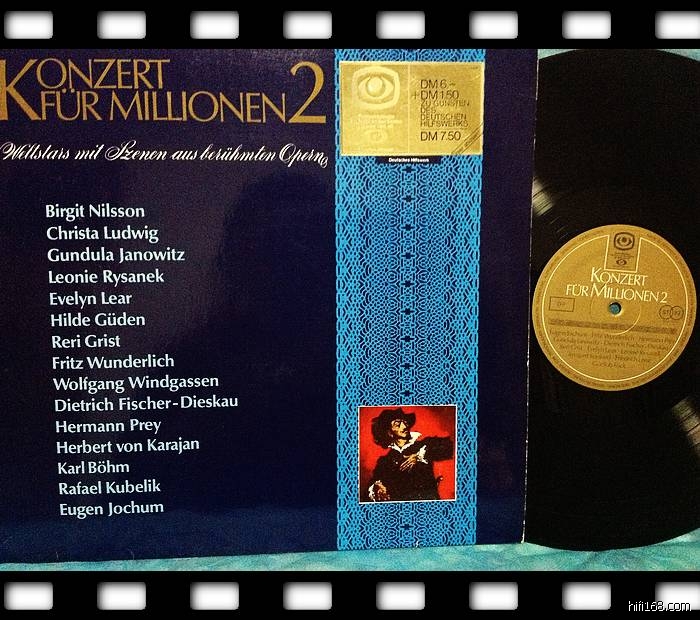 KONZERT
FÜR MILLIONEN 2
Weltstars mit Szenen aus berühmten Opern
DM 6.–
+DM 1.50
ZU GUNSTEN
DES
DEUTSCHEN
HILFSWERKS
DM 7.50
Deutsches Hilfswerk
Birgit Nilsson
Christa Ludwig
Gundula Janowitz
Leonie Rysanek
Evelyn Lear
Hilde Güden
Reri Grist
Fritz Wunderlich
Wolfgang Windgassen
Dietrich Fischer-Dieskau
Hermann Prey
Herbert von Karajan
Karl Böhm
Rafael Kubelik
Eugen Jochum
KONZERT
FÜR MILLIONEN 2
hifi168.com